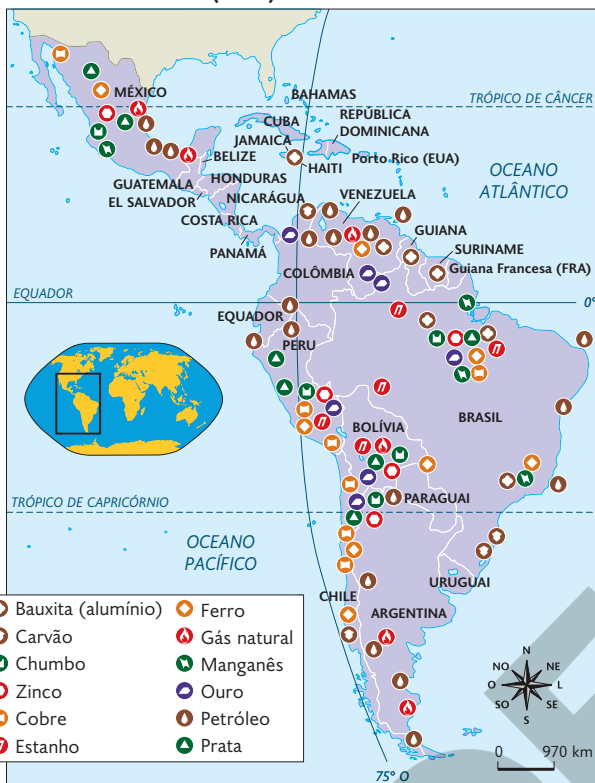 MÉXICO
BAHAMAS
TRÓPICO DE CÂNCER
CUBA
REPÚBLICA
DOMINICANA
JAMAICA
HAITI
Porto Rico (EUA)
BELIZE
OCEANO
ATLÂNTICO
GUATEMALA
HONDURAS
EL SALVADOR
NICARÁGUA
VENEZUELA
COSTA RICA
GUIANA
PANAMÁ
SURINAME
COLÔMBIA
Guiana Francesa (FRA)
EQUADOR
0°
EQUADOR
PERU
BRASIL
BOLÍVIA
TRÓPICO DE CAPRICÓRNIO
PARAGUAI
OCEANO
PACÍFICO
URUGUAI
CHILE
ARGENTINA
Bauxita (alumínio)
Carvão
Chumbo
Zinco
Cobre
Estanho
Ferro
Gás natural
Manganês
Ouro
Petróleo
Prata
N
NO NE
O L
SO SE
S
0 970 km
75° O